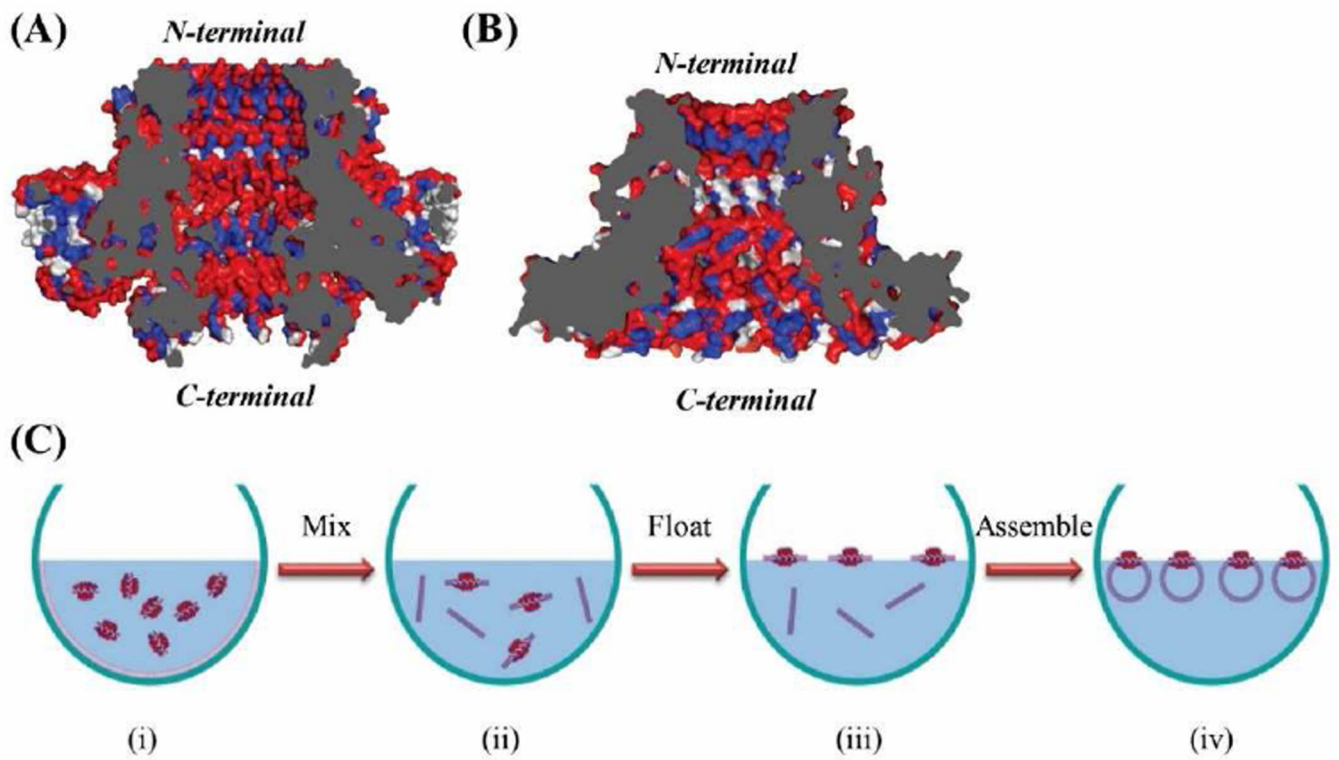 (A)
N-terminal
C-terminal
(B)
N-terminal
C-terminal
(C)
Mix
Float
Assemble
(i)
(ii)
(iii)
(iv)